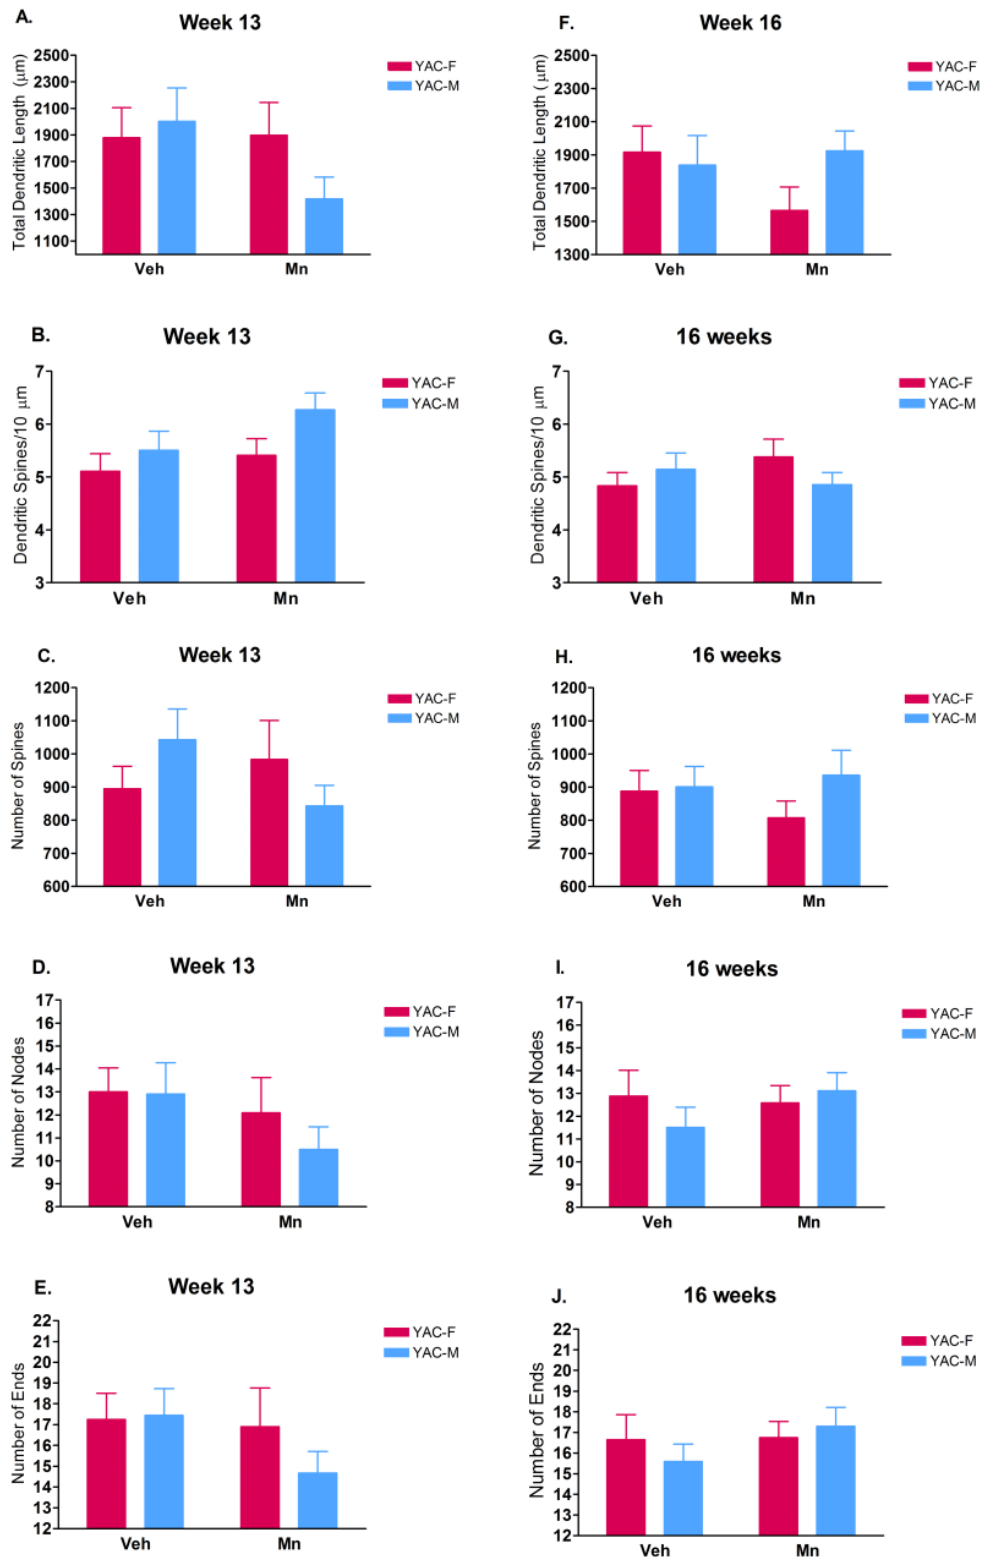 A.
Week 13
Total Dendritic Length (μm)
2500
2300
2100
1900
1700
1500
1300
1100
Veh
Mn
YAC-F
YAC-M
F.
Week 16
Total Dendritic Length (μm)
2500
2300
2100
1900
1700
1500
1300
Veh
Mn
YAC-F
YAC-M
B.
Week 13
Dendritic Spines/10 μm
7
6
5
4
3
Veh
Mn
YAC-F
YAC-M
G.
16 weeks
Dendritic Spines/10 μm
7
6
5
4
3
Veh
Mn
YAC-F
YAC-M
C.
Week 13
Number of Spines
1200
1100
1000
900
800
700
600
Veh
Mn
YAC-F
YAC-M
H.
16 weeks
Number of Spines
1200
1100
1000
900
800
700
600
Veh
Mn
YAC-F
YAC-M
D.
Week 13
Number of Nodes
17
16
15
14
13
12
11
10
9
8
Veh
Mn
YAC-F
YAC-M
I.
16 weeks
Number of Nodes
17
16
15
14
13
12
11
10
9
8
Veh
Mn
YAC-F
YAC-M
E.
Week 13
Number of Ends
22
21
20
19
18
17
16
15
14
13
12
Veh
Mn
YAC-F
YAC-M
J.
16 weeks
Number of Ends
22
21
20
19
18
17
16
15
14
13
12
Veh
Mn
YAC-F
YAC-M